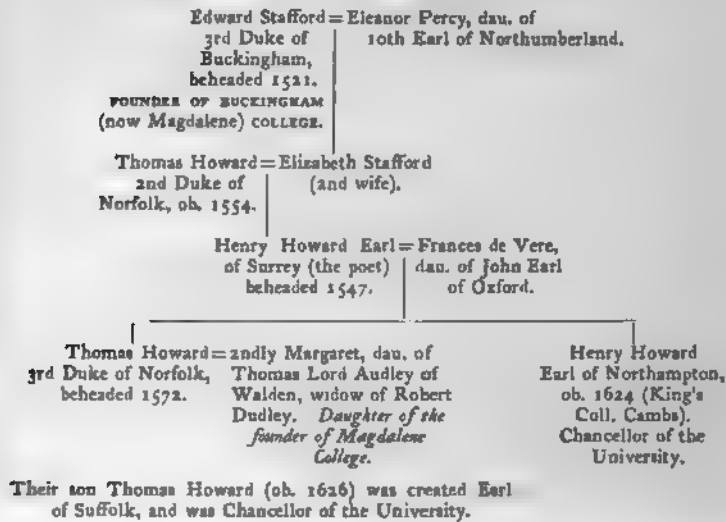 Edward Stafford = Eleanor Percy, dau. of
3rd Duke of 10th Earl of Northumberland.
Buckingham,
beheaded 1521.
FOUNDER OF BUCKINGHAM
(now Magdalene) COLLEGE.
Thomas Howard = Elizabeth Stafford
2nd Duke of (and wife).
Norfolk, ob. 1554.
Henry Howard Earl = Frances de Vere,
of Surrey (the poet) dau. of John Earl
beheaded 1547. of Oxford.
Thomas Howard = 2ndly Margaret, dau. of
3rd Duke of Norfolk, Thomas Lord Audley of
beheaded 1572. Walden, widow of Robert
Dudley. Daughter of the
founder of Magdalene
College.
Henry Howard
Earl of Northampton,
ob. 1624 (King's
Coll. Cambs).
Chancellor of the
University.
Their son Thomas Howard (ob. 1626) was created Earl
of Suffolk, and was Chancellor of the University.